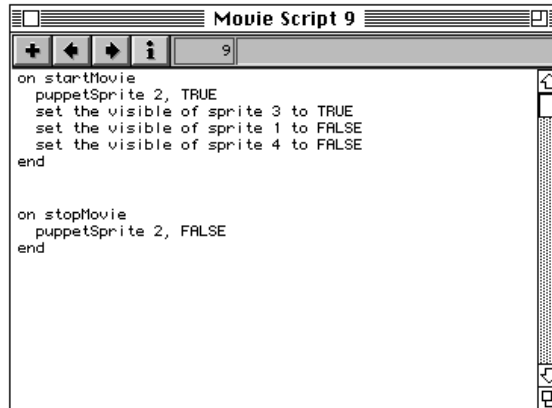 Movie Script 9
9
on startMovie
  puppetSprite 2, TRUE
  set the visible of sprite 3 to TRUE
  set the visible of sprite 1 to FALSE
  set the visible of sprite 4 to FALSE
end
on stopMovie
  puppetSprite 2, FALSE
end